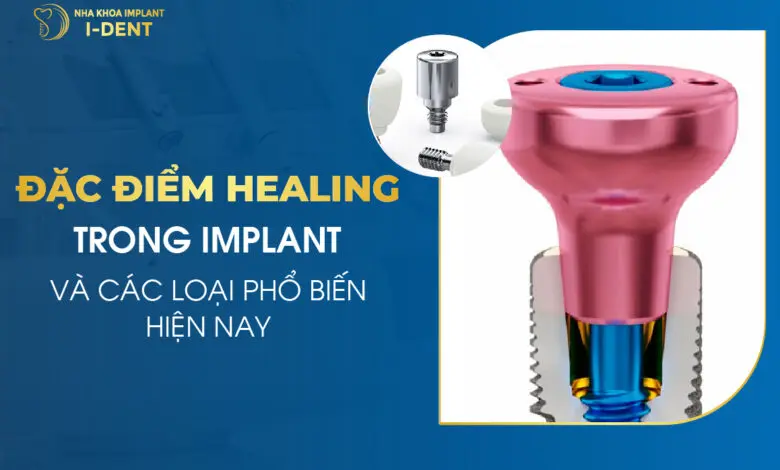 NHA KHOA IMPLANT
I-DENT
ĐẶC ĐIỂM HEALING
TRONG IMPLANT
VÀ CÁC LOẠI PHỔ BIẾN
HIỆN NAY